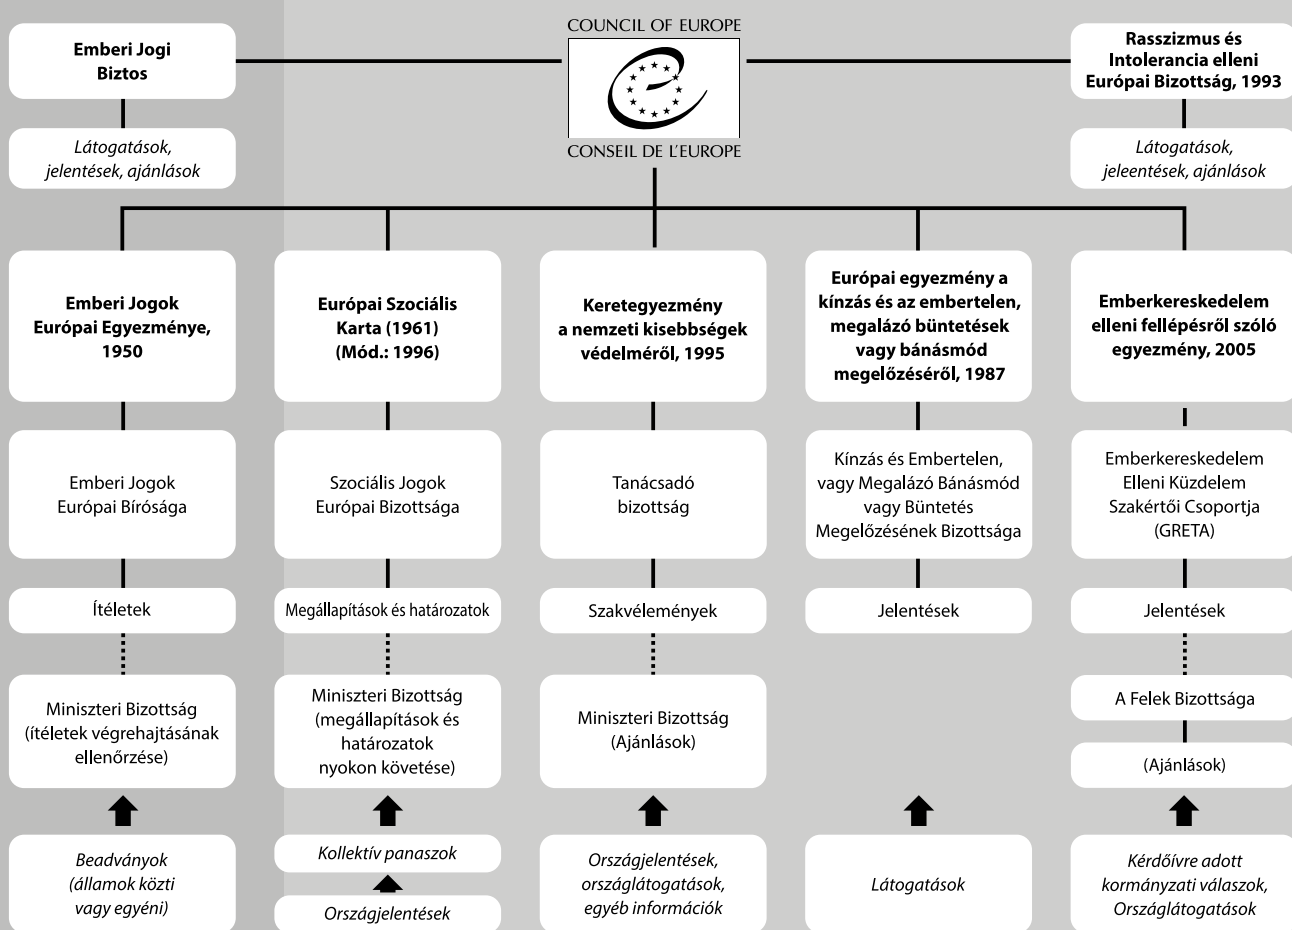 COUNCIL OF EUROPE
CONSEIL DE L'EUROPE
Emberi Jogi
Biztos
Látogatások,
jelentések, ajánlások
Rasszizmus és
Intolerancia elleni
Európai Bizottság, 1993
Látogatások,
jeleentések, ajánlások
Emberi Jogok
Európai Egyezménye,
1950
Emberi Jogok
Európai Bírósága
Ítéletek
Miniszteri Bizottság
(ítéletek végrehajtásának
ellenőrzése)
Beadványok
(államok közti
vagy egyéni)
Európai Szociális
Karta (1961)
(Mód.: 1996)
Szociális Jogok
Európai Bizottsága
Megállapítások és határozatok
Miniszteri Bizottság
(megállapítások és
határozatok
nyokon követése)
Kollektív panaszok
Országjelentések
Keretegyezmény
a nemzeti kisebbségek
védelméről, 1995
Tanácsadó
bizottság
Szakvélemények
Miniszteri Bizottság
(Ajánlások)
Országjelentések,
országlátogatások,
egyéb információk
Európai egyezmény a
kínzás és az embertelen,
megalázó büntetések
vagy bánásmód
megelőzéséről, 1987
Kínzás és Embertelen,
vagy Megalázó Bánásmód
vagy Büntetés
Megelőzésének Bizottsága
Jelentések
Látogatások
Emberkereskedelem
elleni fellépésről szóló
egyezmény, 2005
Emberkereskedelem
Elleni Küzdelem
Szakértői Csoportja
(GRETA)
Jelentések
A Felek Bizottsága
(Ajánlások)
Kérdőívre adott
kormányzati válaszok,
Országlátogatások